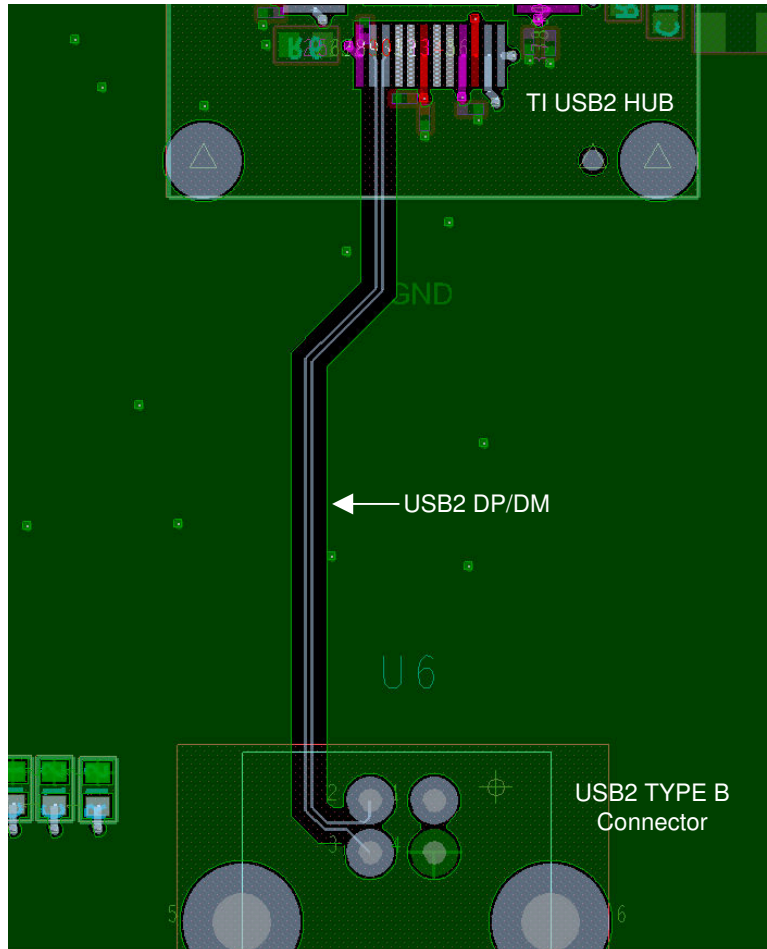 TI USB2 HUB
GND
USB2 DP/DM
U6
USB2 TYPE B
Connector
2 1
3 4
5 6